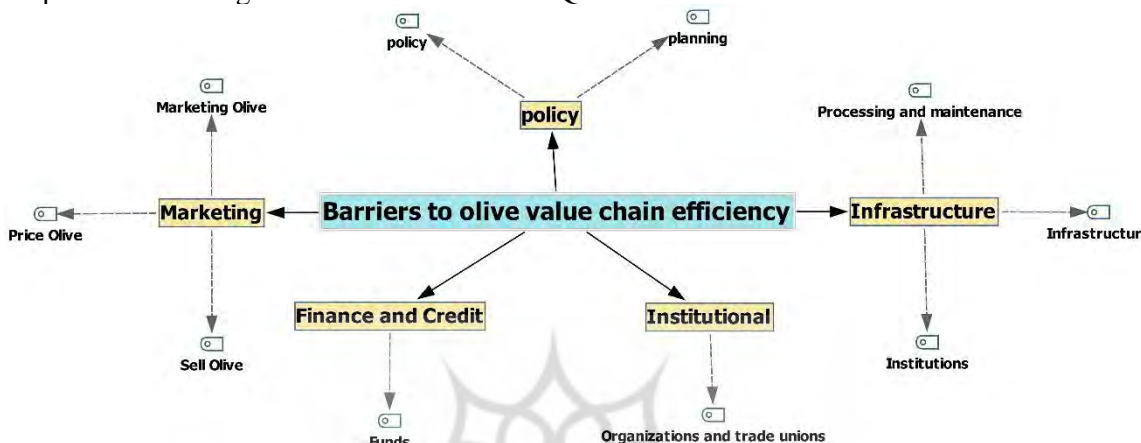 policy
planning
Marketing Olive
Processing and maintenance
policy
Barriers to olive value chain efficiency
Marketing
Infrastructure
Price Olive
Infrastructur
Finance and Credit
Institutional
Sell Olive
Institutions
Funds
Organizations and trade unions